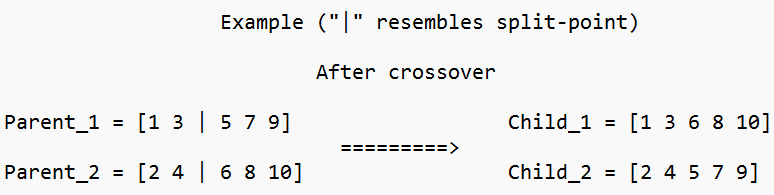 Example ("|" resembles split-point)
After crossover
Parent_1 = [1 3 | 5 7 9] Child_1 = [1 3 6 8 10]
=========>
Parent_2 = [2 4 | 6 8 10] Child_2 = [2 4 5 7 9]